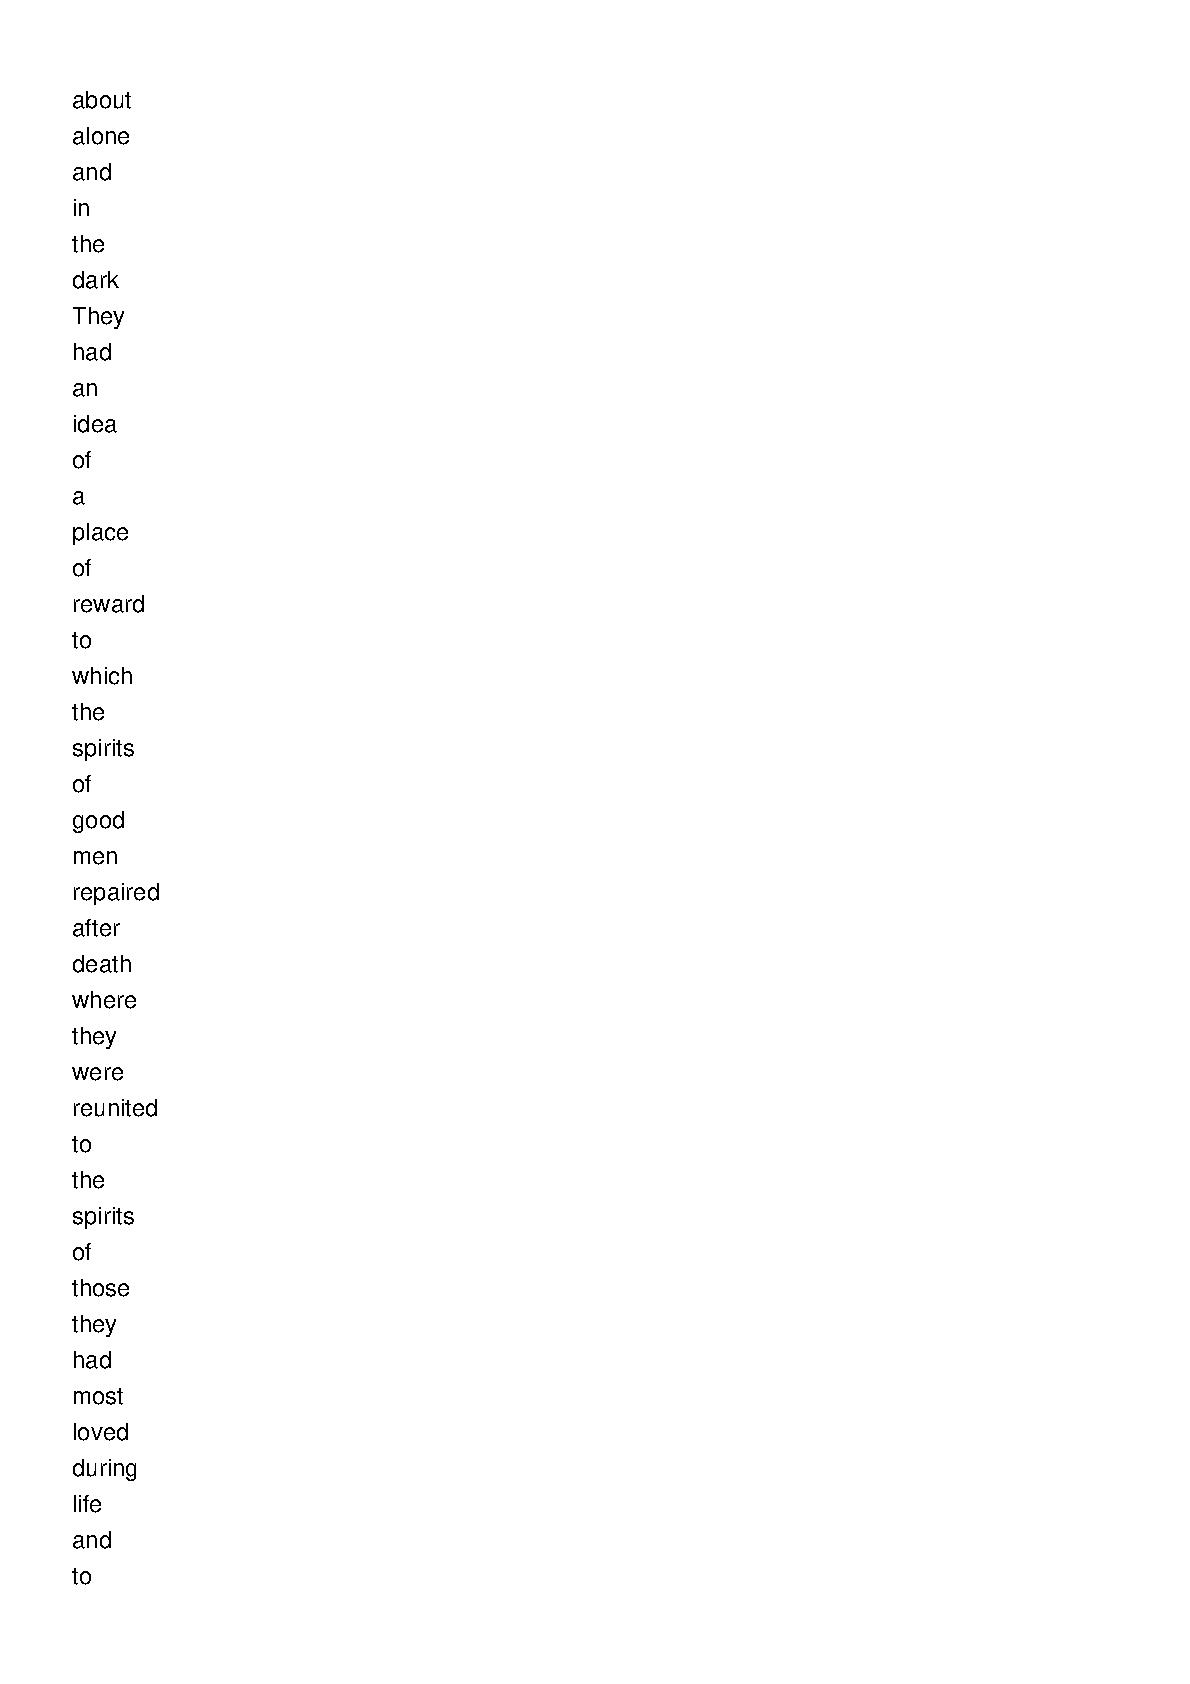 about
alone
and
in
the
dark
They
had
an
idea
of
a
place
of
reward
to
which
the
spirits
of
good
men
repaired
after
death
where
they
were
reunited
to
the
spirits
of
those
they
had
most
loved
during
life
and
to